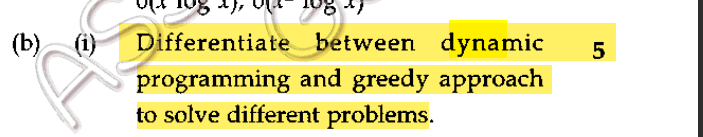 (b) (i) Differentiate between dynamic 5
programming and greedy approach
to solve different problems.